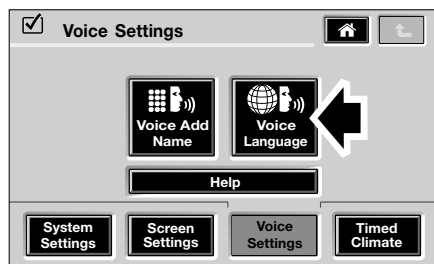 Voice Settings
Voice Add
Name
Voice
Language
Help
System
Settings
Screen
Settings
Voice
Settings
Timed
Climate